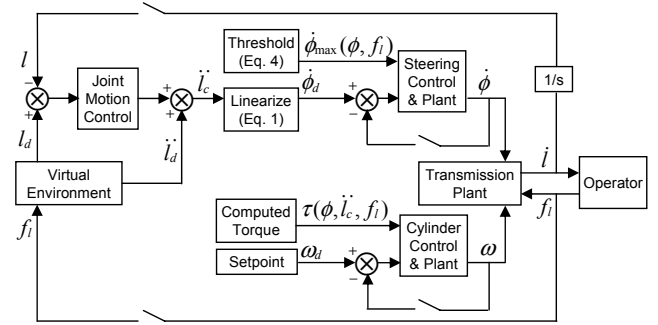 Threshold
(Eq. 4)
φ̇max(φ, fl)
Steering
Control
& Plant
1/s
l
−
+
Joint
Motion
Control
+
+
l̈c
Linearize
(Eq. 1)
φ̇d
+
−
φ̇
ld
l̈d
Virtual
Environment
fl
Transmission
Plant
l̇
fl
Operator
Computed
Torque
τ(φ, l̈c, fl)
Cylinder
Control
& Plant
Setpoint
ωd
+
−
ω